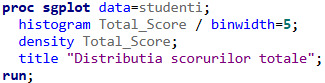 proc sgplot data=studenti;
histogram Total_Score / binwidth=5;
density Total_Score;
title "Distributia scorurilor totale";
run;